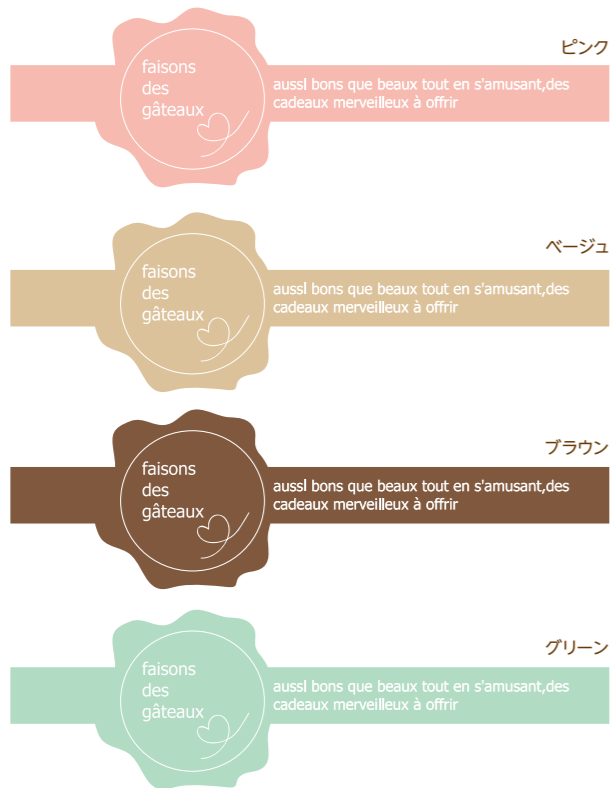 ピンク
faisons
des
gâteaux
aussl bons que beaux tout en s'amusant,des
cadeaux merveilleux à offrir
ベージュ
faisons
des
gâteaux
aussl bons que beaux tout en s'amusant,des
cadeaux merveilleux à offrir
ブラウン
faisons
des
gâteaux
aussl bons que beaux tout en s'amusant,des
cadeaux merveilleux à offrir
グリーン
faisons
des
gâteaux
aussl bons que beaux tout en s'amusant,des
cadeaux merveilleux à offrir